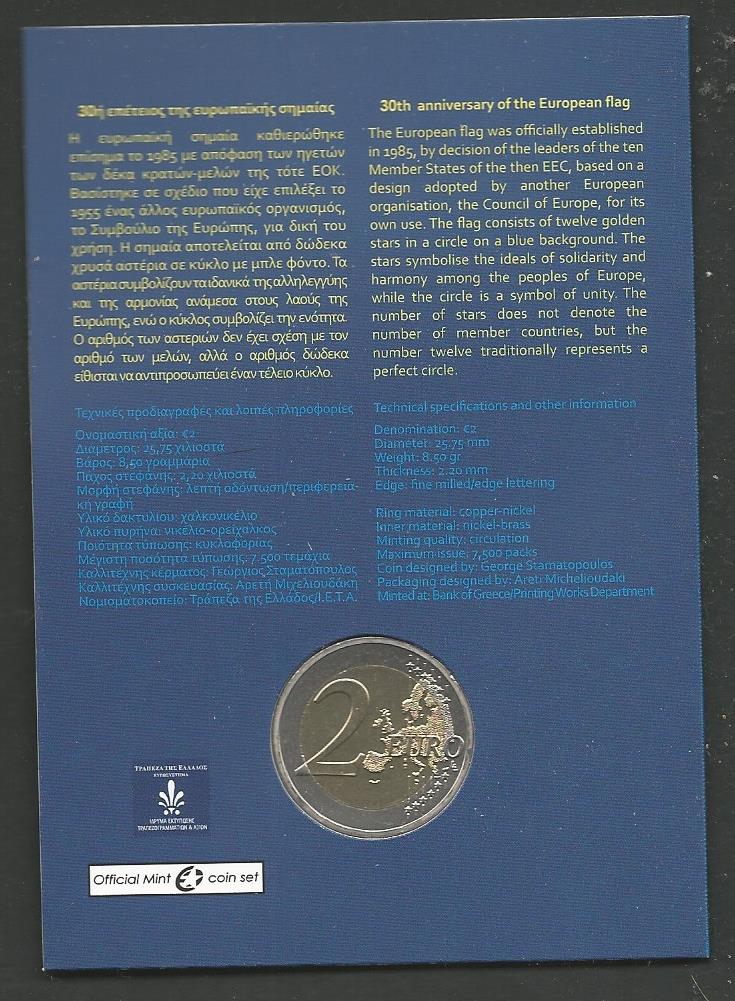 30ή επέτειος της ευρωπαϊκής σημαίας
Η ευρωπαϊκή σημαία καθιερώθηκε
επίσημα το 1985 με απόφαση των ηγετών
των δέκα κρατών-μελών της τότε ΕΟΚ.
Βασίστηκε σε σχέδιο που είχε επιλέξει το
1955 ένας άλλος ευρωπαϊκός οργανισμός,
το Συμβούλιο της Ευρώπης, για δική του
χρήση. Η σημαία αποτελείται από δώδεκα
χρυσά αστέρια σε κύκλο με μπλε φόντο. Τα
αστέρια συμβολίζουν τα ιδανικά της αλληλεγγύης
και της αρμονίας ανάμεσα στους λαούς της
Ευρώπης, ενώ ο κύκλος συμβολίζει την ενότητα.
Ο αριθμός των αστεριών δεν έχει σχέση με τον
αριθμό των μελών, αλλά ο αριθμός δώδεκα
είθισται να αντιπροσωπεύει έναν τέλειο κύκλο.
Τεχνικές προδιαγραφές και λοιπές πληροφορίες
Ονομαστική αξία: €2
Διάμετρος: 25,75 χιλιοστά
Βάρος: 8,50 γραμμάρια
Πάχος στεφάνης: 2,20 χιλιοστά
Μορφή στεφάνης: λεπτή οδόντωση/περιφερεια-
κή γραφή
Υλικό δακτυλίου: χαλκονικέλιο
Υλικό πυρήνα: νικέλιο-ορείχαλκος
Ποιότητα τύπωσης: κυκλοφορίας
Μέγιστη ποσότητα τύπωσης: 7.500 τεμάχια
Καλλιτέχνης κέρματος: Γεώργιος Σταματόπουλος
Καλλιτέχνης συσκευασίας: Αρετή Μιχελιουδάκη
Νομισματοκοπείο: Τράπεζα της Ελλάδος/Ι.Ε.Τ.Α.
30th anniversary of the European flag
The European flag was officially established
in 1985, by decision of the leaders of the ten
Member States of the then EEC, based on a
design adopted by another European
organisation, the Council of Europe, for its
own use. The flag consists of twelve golden
stars in a circle on a blue background. The
stars symbolise the ideals of solidarity and
harmony among the peoples of Europe,
while the circle is a symbol of unity. The
number of stars does not denote the
number of member countries, but the
number twelve traditionally represents a
perfect circle.
Technical specifications and other information
Denomination: €2
Diameter: 25.75 mm
Weight: 8.50 gr
Thickness: 2.20 mm
Edge: fine milled/edge lettering
Ring material: copper-nickel
Inner material: nickel-brass
Minting quality: circulation
Maximum issue: 7,500 packs
Coin designed by: George Stamatopoulos
Packaging designed by: Areti Michelioudaki
Minted at: Bank of Greece/Printing Works Department
2 EURO
ΤΡΑΠΕΖΑ ΤΗΣ ΕΛΛΑΔΟΣ
ΕΥΡΩΣΥΣΤΗΜΑ
ΙΔΡΥΜΑ ΕΚΤΥΠΩΣΗΣ
ΤΡΑΠΕΖΟΓΡΑΜΜΑΤΙΩΝ & ΑΞΙΩΝ
Official Mint coin set